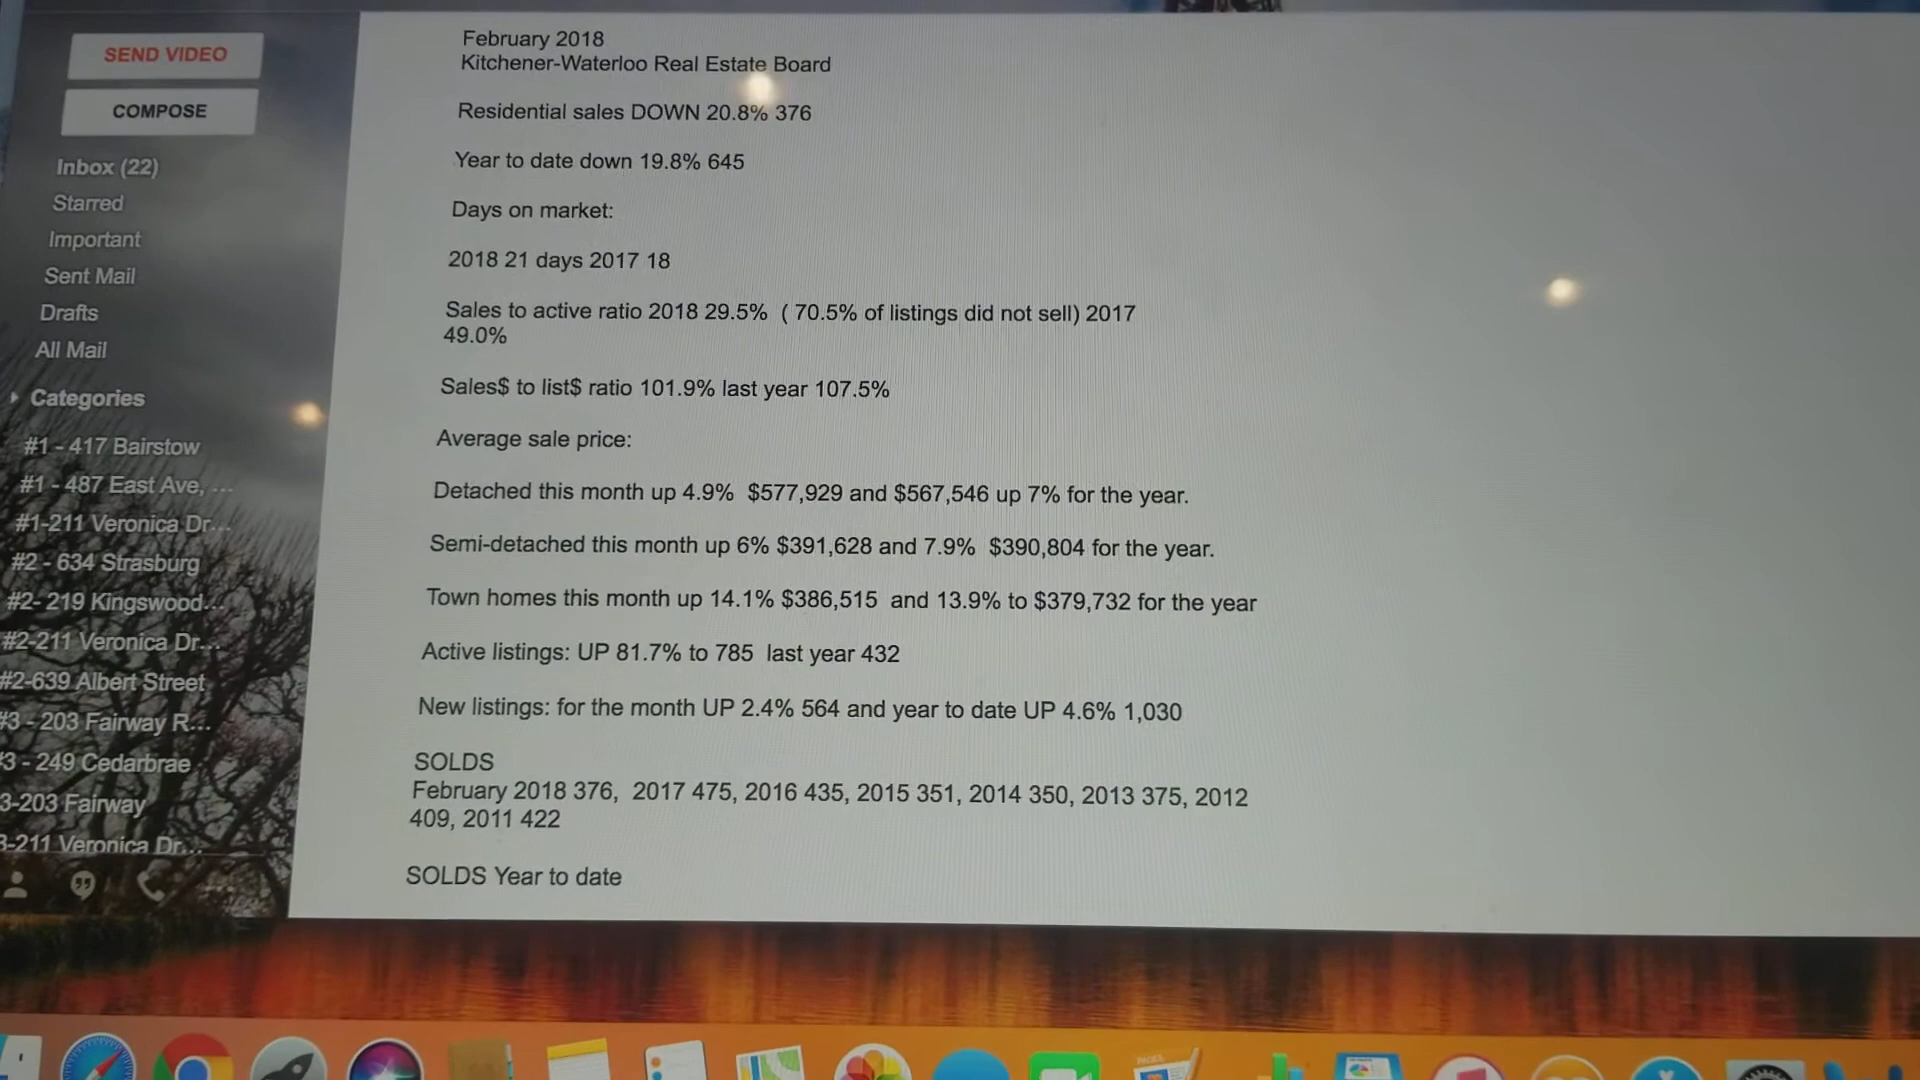 SEND VIDEO
COMPOSE
Inbox (22)
Starred
Important
Sent Mail
Drafts
All Mail
Categories
#1 - 417 Bairstow
#1 - 487 East Ave, ...
#1-211 Veronica Dr...
#2 - 634 Strasburg
#2- 219 Kingswood...
#2-211 Veronica Dr...
#2-639 Albert Street
#3 - 203 Fairway R...
#3 - 249 Cedarbrae
3-203 Fairway
3-211 Veronica Dr...
February 2018
Kitchener-Waterloo Real Estate Board
Residential sales DOWN 20.8% 376
Year to date down 19.8% 645
Days on market:
2018 21 days 2017 18
Sales to active ratio 2018 29.5% ( 70.5% of listings did not sell) 2017
49.0%
Sales$ to list$ ratio 101.9% last year 107.5%
Average sale price:
Detached this month up 4.9% $577,929 and $567,546 up 7% for the year.
Semi-detached this month up 6% $391,628 and 7.9% $390,804 for the year.
Town homes this month up 14.1% $386,515 and 13.9% to $379,732 for the year
Active listings: UP 81.7% to 785 last year 432
New listings: for the month UP 2.4% 564 and year to date UP 4.6% 1,030
SOLDS
February 2018 376, 2017 475, 2016 435, 2015 351, 2014 350, 2013 375, 2012
409, 2011 422
SOLDS Year to date
PAGES